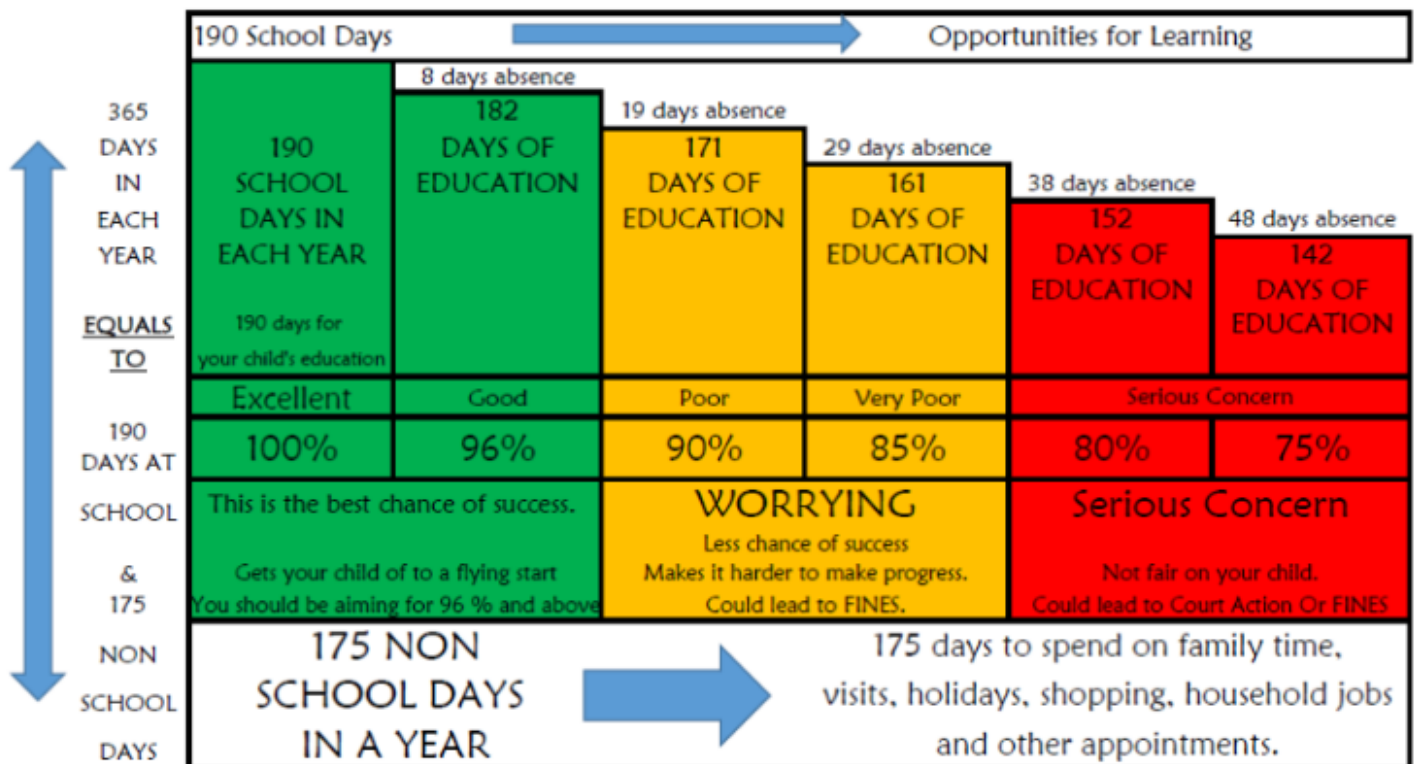 190 School Days
Opportunities for Learning
365
DAYS
IN
EACH
YEAR
EQUALS
TO
190
DAYS AT
SCHOOL
&
175
NON
SCHOOL
DAYS
190
SCHOOL
DAYS IN
EACH YEAR
190 days for
your child's education
8 days absence
182
DAYS OF
EDUCATION
19 days absence
171
DAYS OF
EDUCATION
29 days absence
161
DAYS OF
EDUCATION
38 days absence
152
DAYS OF
EDUCATION
48 days absence
142
DAYS OF
EDUCATION
Excellent
Good
Poor
Very Poor
Serious Concern
100%
96%
90%
85%
80%
75%
This is the best chance of success.
Gets your child of to a flying start
You should be aiming for 96 % and above
WORRYING
Less chance of success
Makes it harder to make progress.
Could lead to FINES.
Serious Concern
Not fair on your child.
Could lead to Court Action Or FINES
175 NON
SCHOOL DAYS
IN A YEAR
175 days to spend on family time,
visits, holidays, shopping, household jobs
and other appointments.